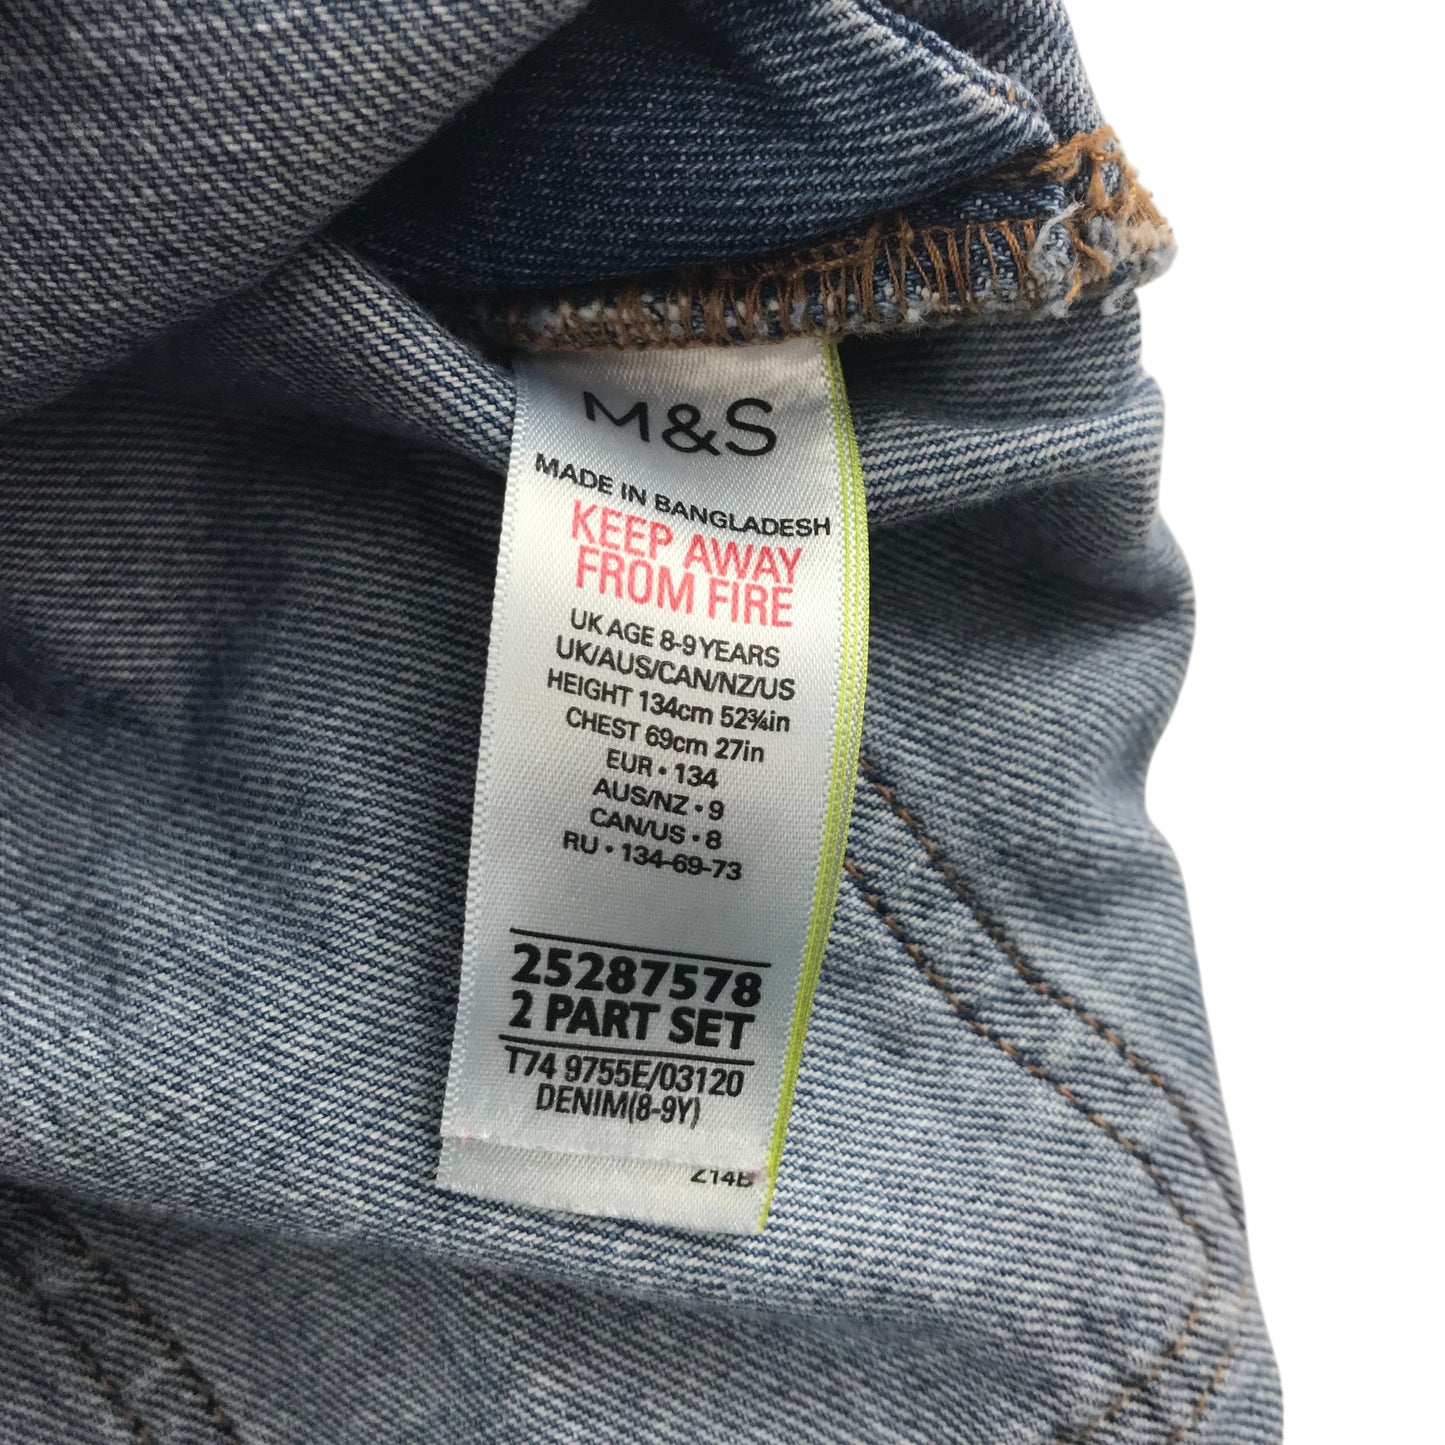 M&S
MADE IN BANGLADESH
KEEP AWAY
FROM FIRE
UK AGE 8-9 YEARS
UK/AUS/CAN/NZ/US
HEIGHT 134cm 52¾in
CHEST 69cm 27in
EUR • 134
AUS/NZ • 9
CAN/US • 8
RU • 134-69-73
25287578
2 PART SET
T74 9755E/03120
DENIM(8-9Y)
Z14B